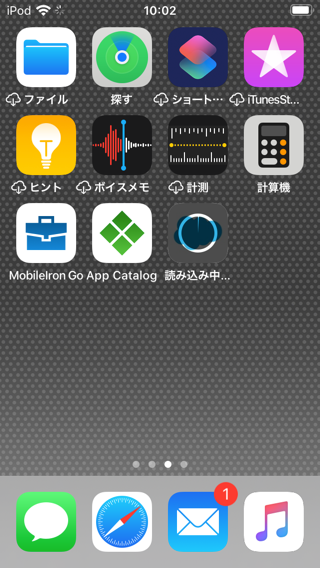 iPod 10:02
ファイル 探す ショート… iTunesSt…
ヒント ボイスメモ 計測 計算機
MobileIron Go App Catalog 読み込み中…
1